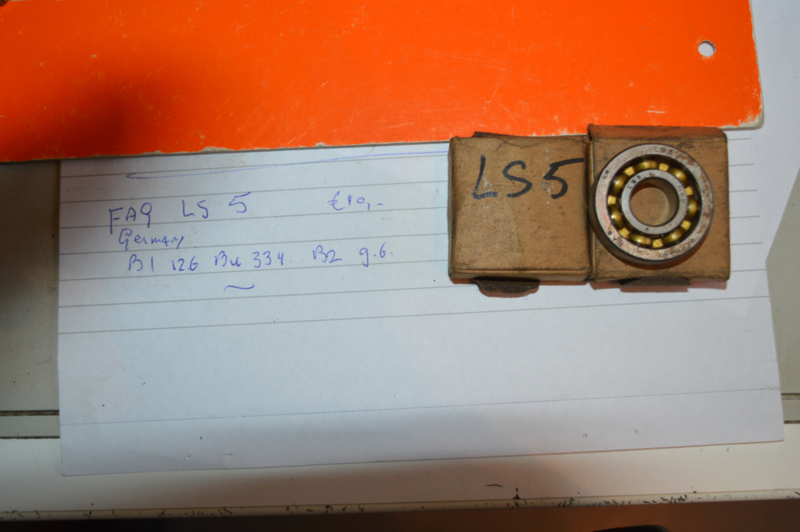 FAG LS 5 €10,-
Germany
B1 126 Bu 334 B2 9.6.
LS5